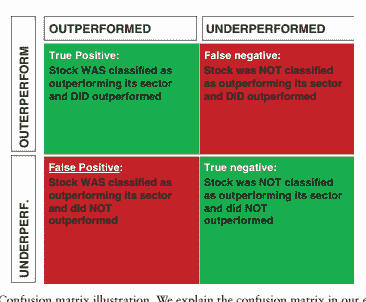 OUTPERFORMED
UNDERPERFORMED
OUTERPERFORM
True Positive:
Stock WAS classified as
outperforming its sector
and DID outperformed
False negative:
Stock was NOT classified
as outperforming its sector
and DID outperformed
UNDERPERF.
False Positive:
Stock WAS classified as
outperforming its sector
and did NOT
outperformed
True negative:
Stock was NOT classified
as outperforming its sector
and did NOT
outperformed
Confusion matrix illustration. We explain the confusion matrix in our